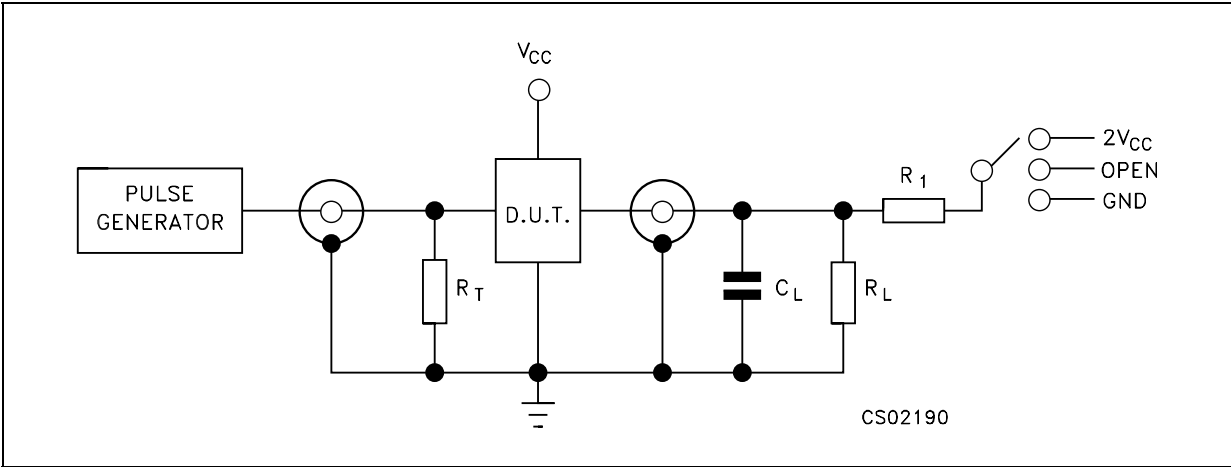 VCC
PULSE
GENERATOR
D.U.T.
RT
CL
RL
R1
2VCC
OPEN
GND
CS02190